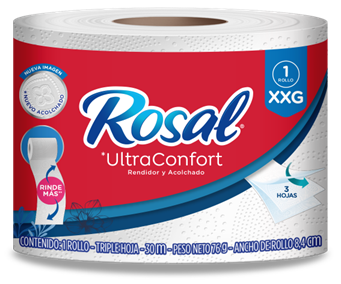 NUEVA IMAGEN
+NUEVO ACOLCHADO
1
ROLLO
XXG
Rosal®
*UltraConfort
Rendidor y Acolchado
RINDE
MÁS**
3
HOJAS
CONTENIDO: 1 ROLLO - TRIPLE HOJA - 30 m - PESO NETO 76 g - ANCHO DE ROLLO 8,4 cm